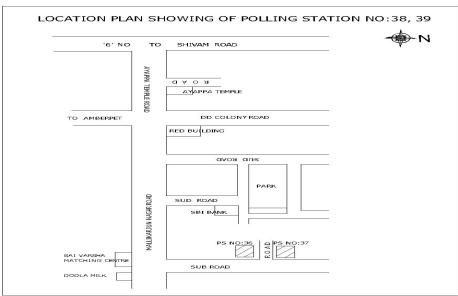 LOCATION PLAN SHOWING OF POLLING STATION NO:38, 39
N
'6' NO TO SHIVAM ROAD
ROAD
AYAPPA TEMPLE
TO AMBERPET
DD COLONY ROAD
RED BUILDING
SUB ROAD
PARK
SUD ROAD
MALLIKARJUN NAGAR ROAD
SBI BANK
PS NO:36
ROAD
PS NO:37
SAI VARSHA
MATCHING CENTRE
SUB ROAD
DODLA MILK